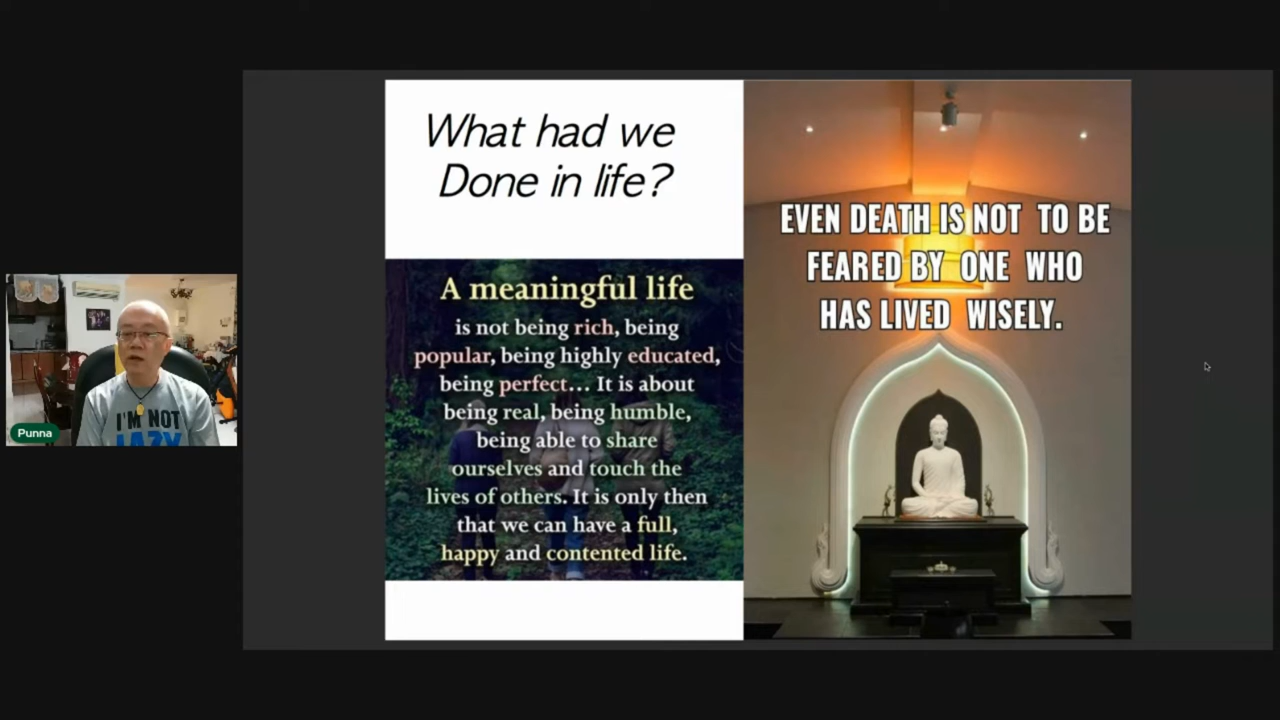 What had we
Done in life?
A meaningful life
is not being rich, being
popular, being highly educated,
being perfect... It is about
being real, being humble,
being able to share
ourselves and touch the
lives of others. It is only then
that we can have a full,
happy and contented life.
EVEN DEATH IS NOT TO BE
FEARED BY ONE WHO
HAS LIVED WISELY.
I'M NOT
LAZY
Punna